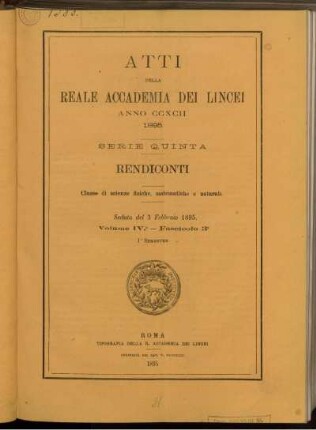 ATTI
DELLA
REALE ACCADEMIA DEI LINCEI
ANNO CCXCII
1895
SERIE QUINTA
RENDICONTI
Classe di scienze fisiche, matematiche e naturali.
Seduta del 3 Febbraio 1895.
Volume IV.° — Fascicolo 3°
1° Semestre
ROMA
TIPOGRAFIA DELLA R. ACCADEMIA DEI LINCEI
1895